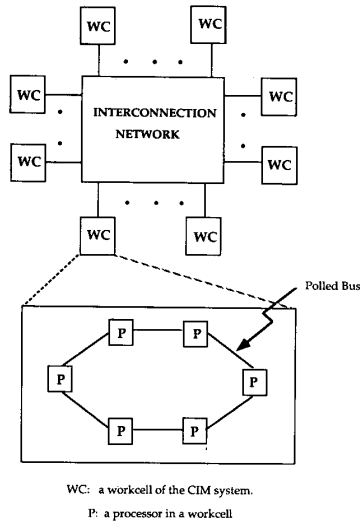 WC WC
. . .
WC WC
INTERCONNECTION
NETWORK
WC WC
. . .
WC WC
Polled Bus
P P
P P
P P
WC: a workcell of the CIM system.
P: a processor in a workcell